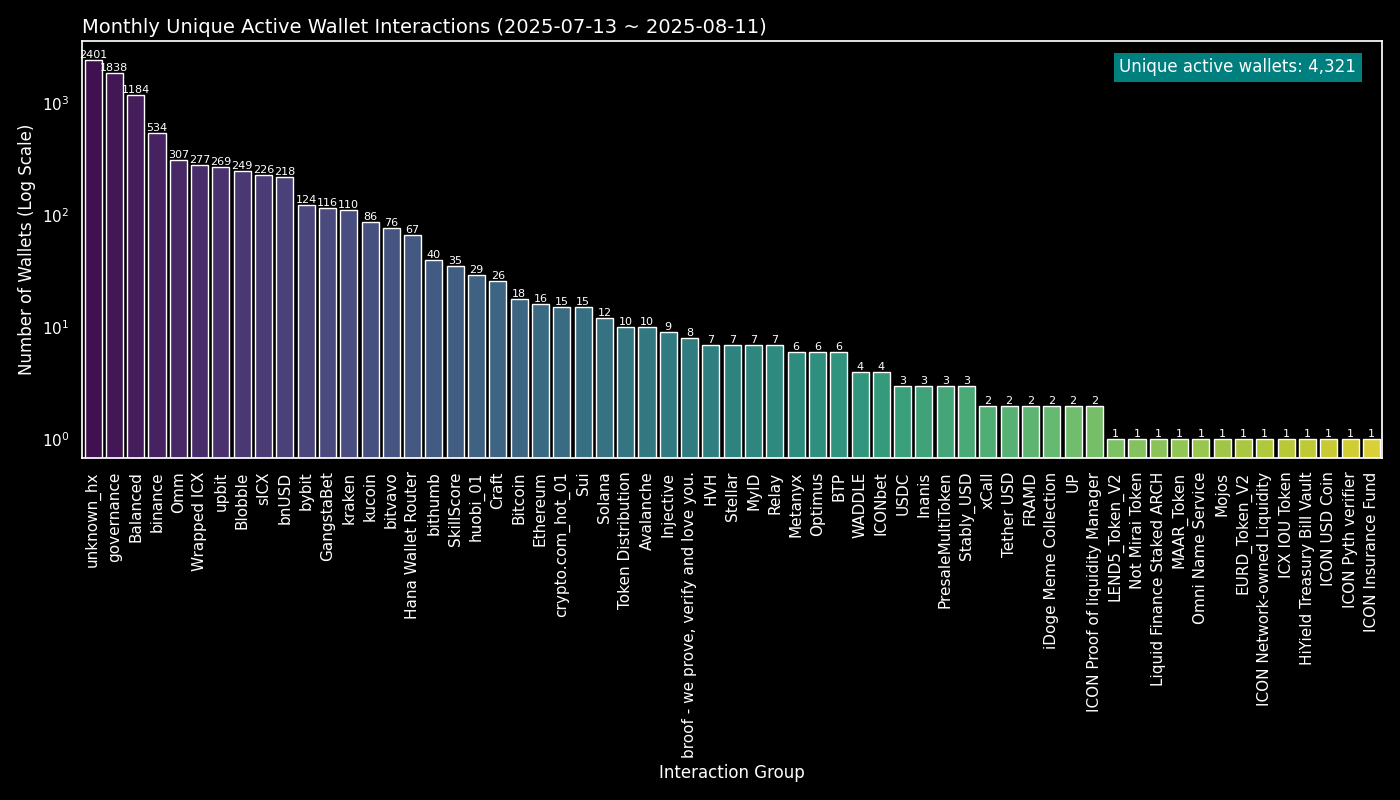 Monthly Unique Active Wallet Interactions (2025-07-13 ~ 2025-08-11)
Unique active wallets: 4,321
Number of Wallets (Log Scale)
10³
10²
10¹
10⁰
2401
1838
1184
534
307
277
269
249
226
218
124
116
110
86
76
67
40
35
29
26
18
16
15
15
12
10
10
9
8
7
7
7
7
6
6
6
4
4
3
3
3
3
2
2
2
2
2
2
1
1
1
1
1
1
1
1
1
1
1
1
1
unknown_hx
governance
Balanced
binance
Omm
Wrapped ICX
upbit
Blobble
sICX
bnUSD
bybit
GangstaBet
kraken
kucoin
bitvavo
Hana Wallet Router
bithumb
SkillScore
huobi_01
Craft
Bitcoin
Ethereum
crypto.com_hot_01
Sui
Solana
Token Distribution
Avalanche
Injective
broof - we prove, verify and love you.
HVH
Stellar
MyID
Relay
Metanyx
Optimus
BTP
WADDLE
ICONbet
USDC
Inanis
PresaleMultiToken
Stably_USD
xCall
Tether USD
FRAMD
iDoge Meme Collection
UP
ICON Proof of liquidity Manager
LEND5_Token_V2
Not Mirai Token
Liquid Finance Staked ARCH
MAAR_Token
Omni Name Service
Mojos
EURD_Token_V2
ICON Network-owned Liquidity
ICX IOU Token
HiYield Treasury Bill Vault
ICON USD Coin
ICON Pyth verifier
ICON Insurance Fund
Interaction Group